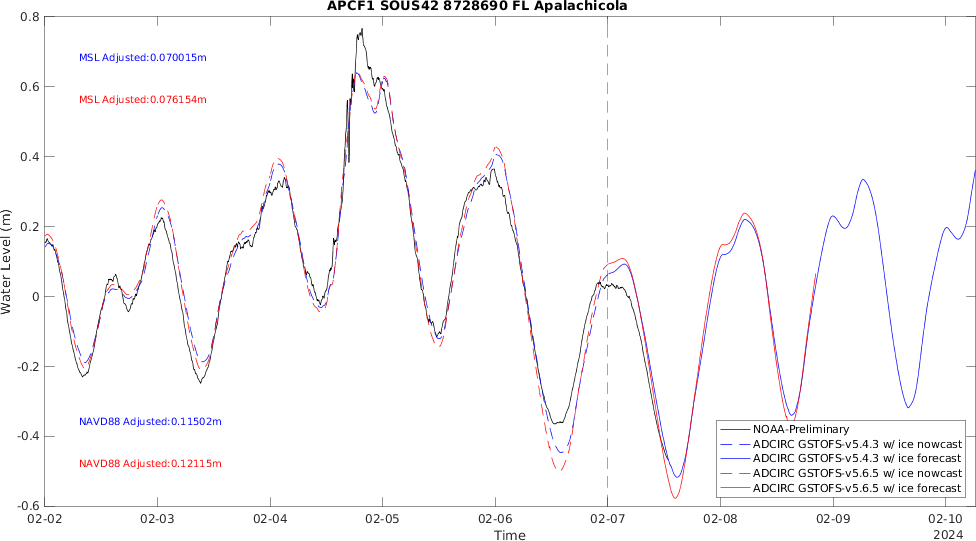 APCF1 SOUS42 8728690 FL Apalachicola
0.8
0.6
0.4
0.2
0
-0.2
-0.4
-0.6
Water Level (m)
MSL Adjusted:0.070015m
MSL Adjusted:0.076154m
NAVD88 Adjusted:0.11502m
NAVD88 Adjusted:0.12115m
NOAA-Preliminary
ADCIRC GSTOFS-v5.4.3 w/ ice nowcast
ADCIRC GSTOFS-v5.4.3 w/ ice forecast
ADCIRC GSTOFS-v5.6.5 w/ ice nowcast
ADCIRC GSTOFS-v5.6.5 w/ ice forecast
02-02 02-03 02-04 02-05 02-06 02-07 02-08 02-09 02-10
Time
2024